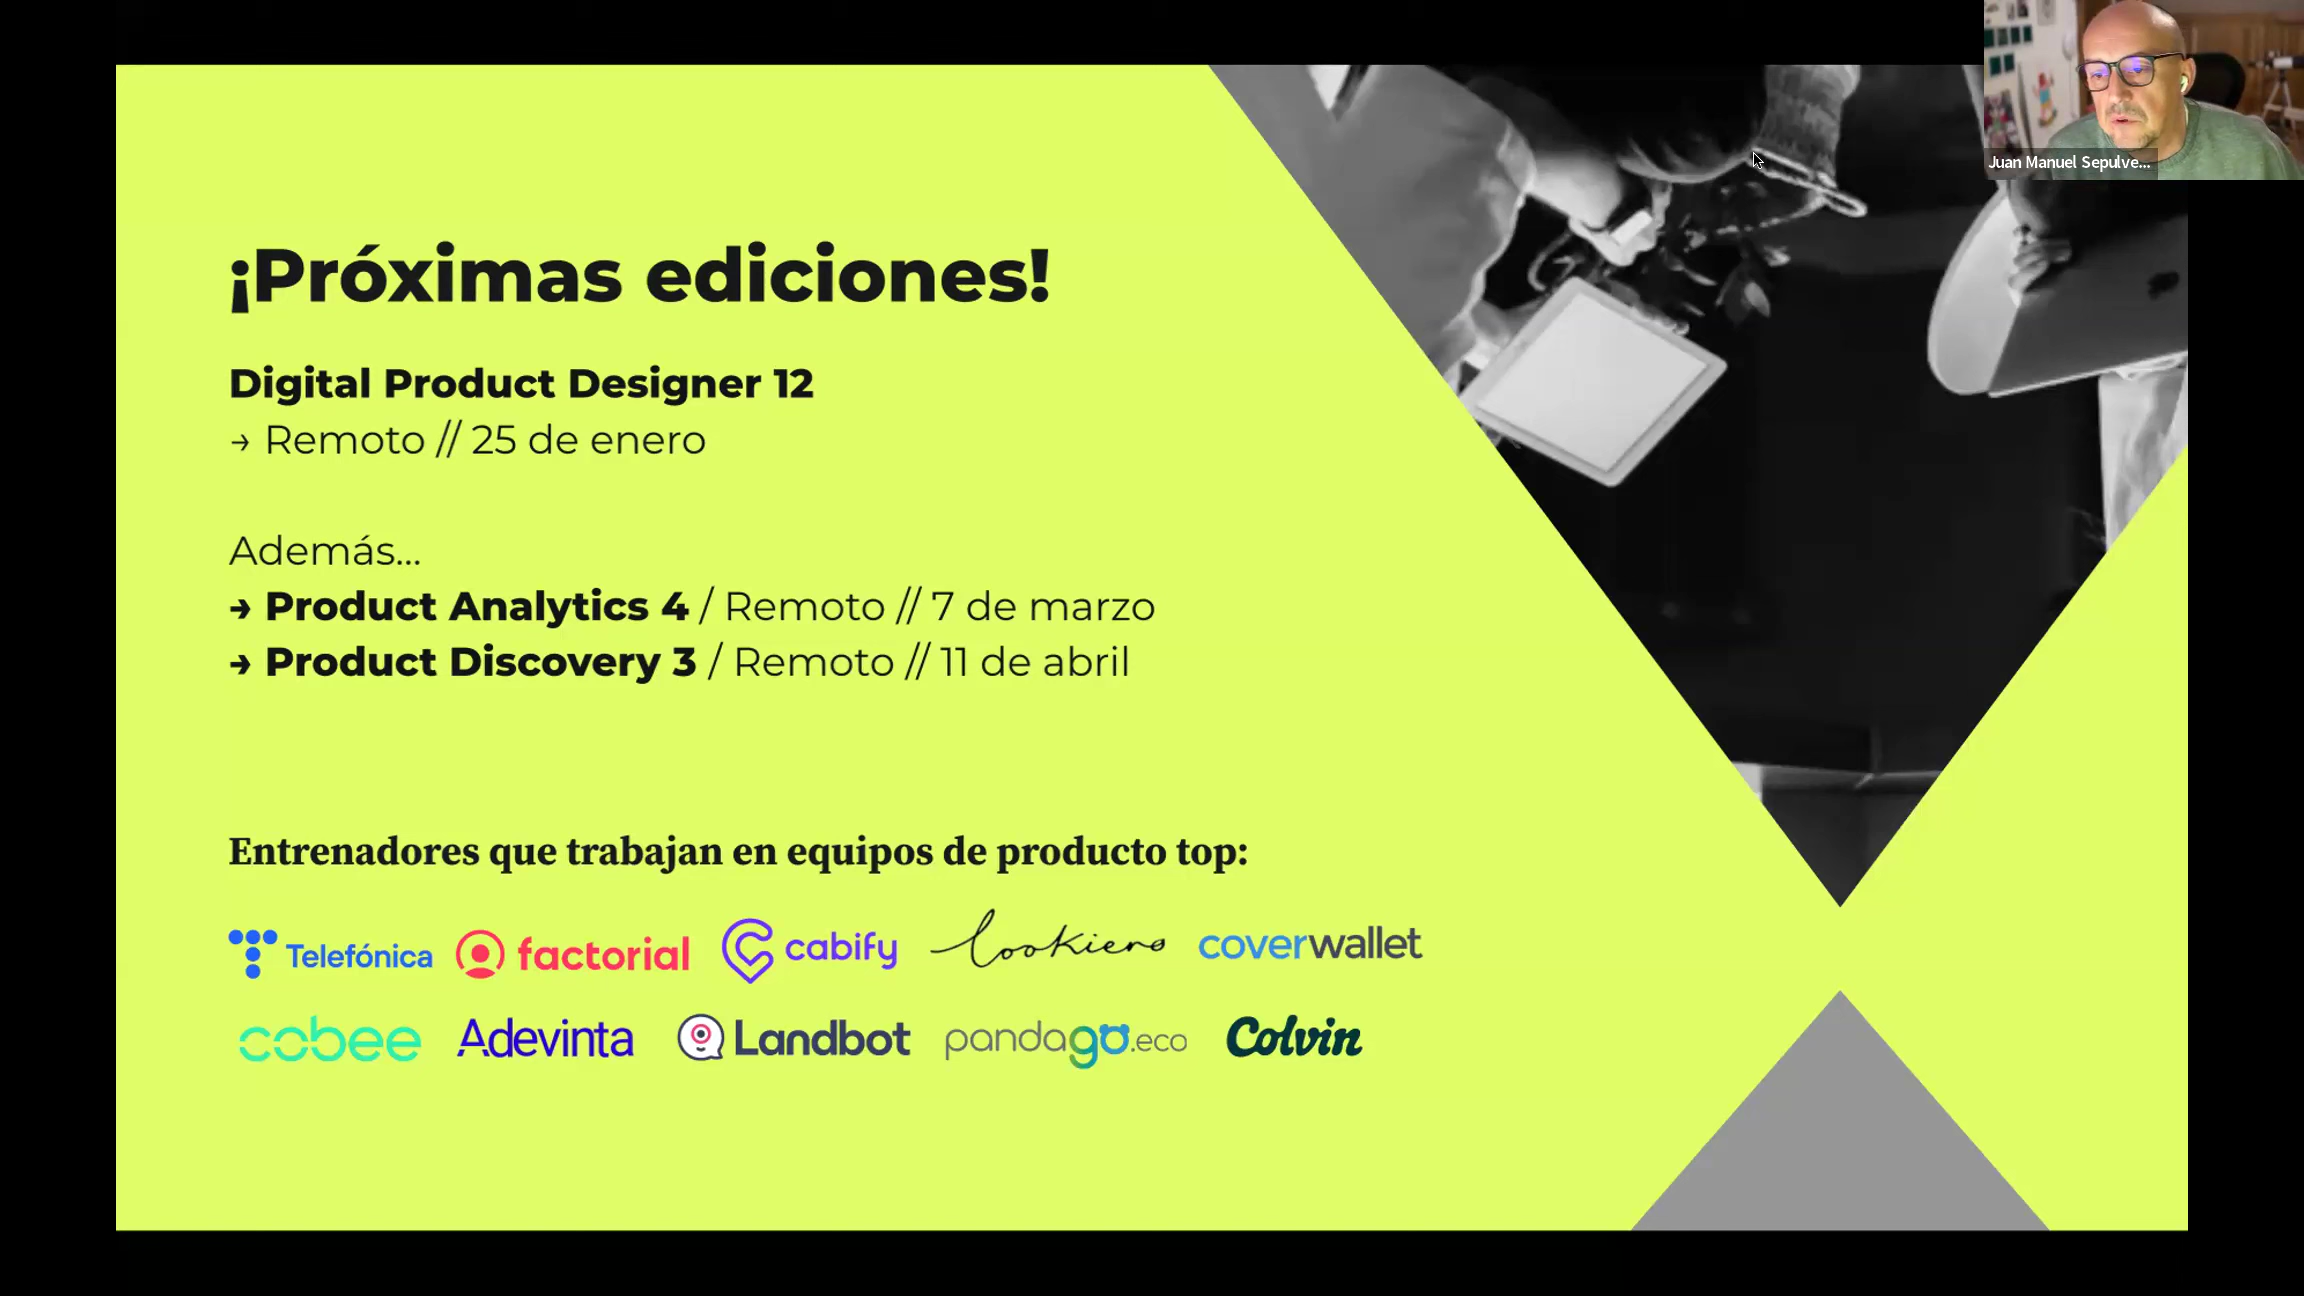 Juan Manuel Sepulve...
¡Próximas ediciones!
Digital Product Designer 12
→ Remoto // 25 de enero
Además...
→ Product Analytics 4 / Remoto // 7 de marzo
→ Product Discovery 3 / Remoto // 11 de abril
Entrenadores que trabajan en equipos de producto top:
Telefónica factorial cabify lookiero coverwallet
cobee Adevinta Landbot pandago.eco Colvin